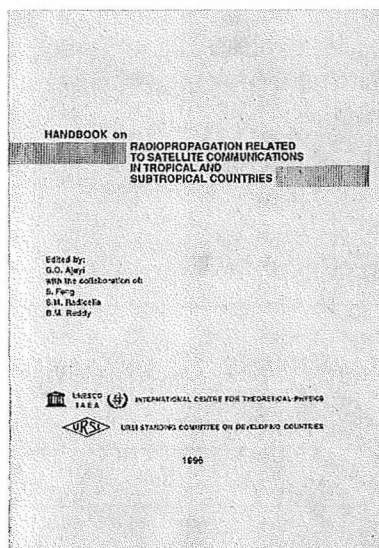 HANDBOOK on
RADIOPROPAGATION RELATED
TO SATELLITE COMMUNICATIONS
IN TROPICAL AND
SUBTROPICAL COUNTRIES
Edited by:
G.O. Ajayi
with the collaboration of:
S. Feng
S.M. Radicella
B.M. Reddy
UNESCO
IAEA
INTERNATIONAL CENTRE FOR THEORETICAL PHYSICS
URSI
URSI STANDING COMMITTEE ON DEVELOPING COUNTRIES
1996